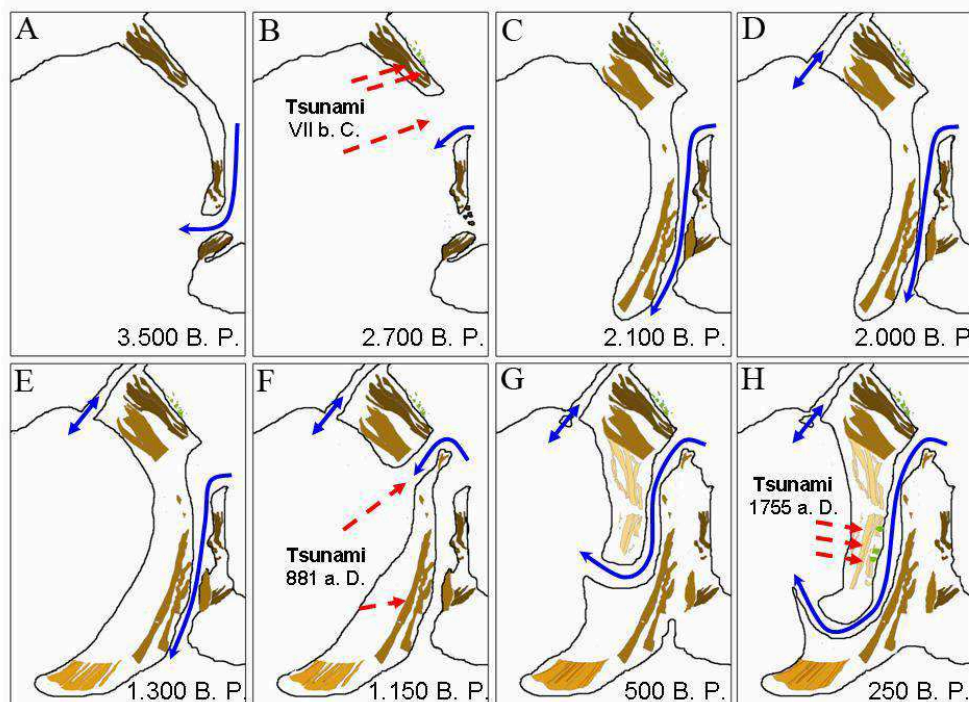 A
3.500 B. P.
B
Tsunami
VII b. C.
2.700 B. P.
C
2.100 B. P.
D
2.000 B. P.
E
1.300 B. P.
F
Tsunami
881 a. D.
1.150 B. P.
G
500 B. P.
H
Tsunami
1755 a. D.
250 B. P.